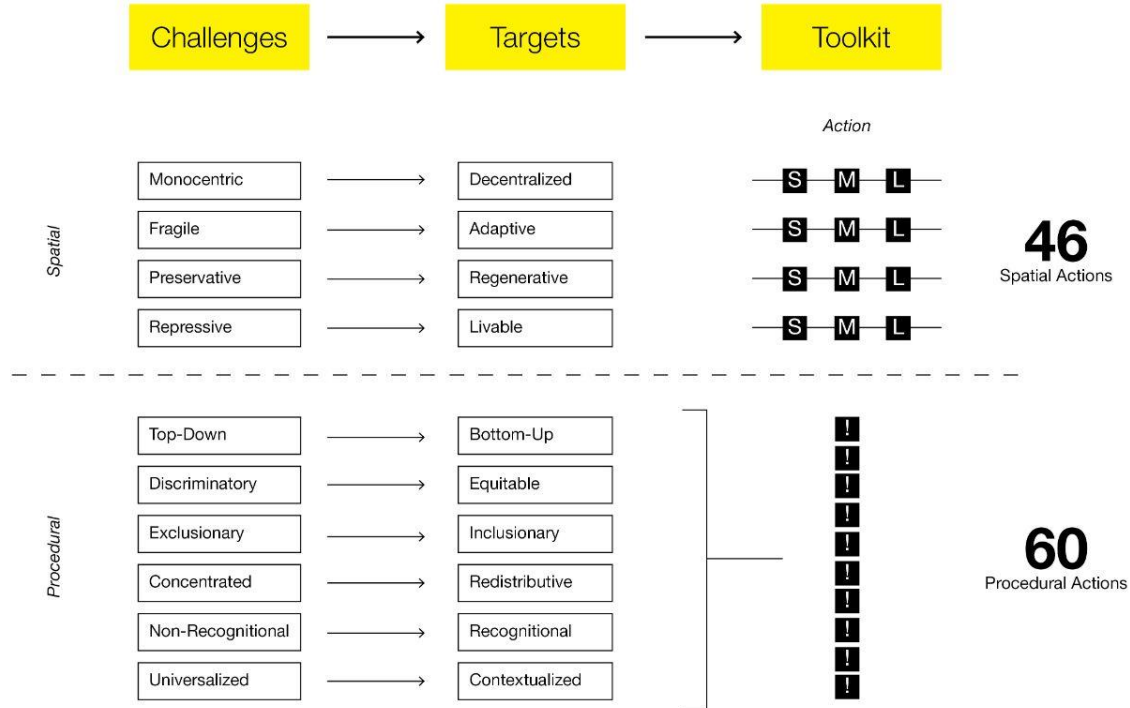 Challenges
Targets
Toolkit
Action
Spatial
Monocentric
Decentralized
S M L
Fragile
Adaptive
S M L
Preservative
Regenerative
S M L
Repressive
Livable
S M L
46
Spatial Actions
Procedural
Top-Down
Bottom-Up
Discriminatory
Equitable
Exclusionary
Inclusionary
Concentrated
Redistributive
Non-Recognitional
Recognitional
Universalized
Contextualized
!
!
!
!
!
!
!
!
!
!
60
Procedural Actions